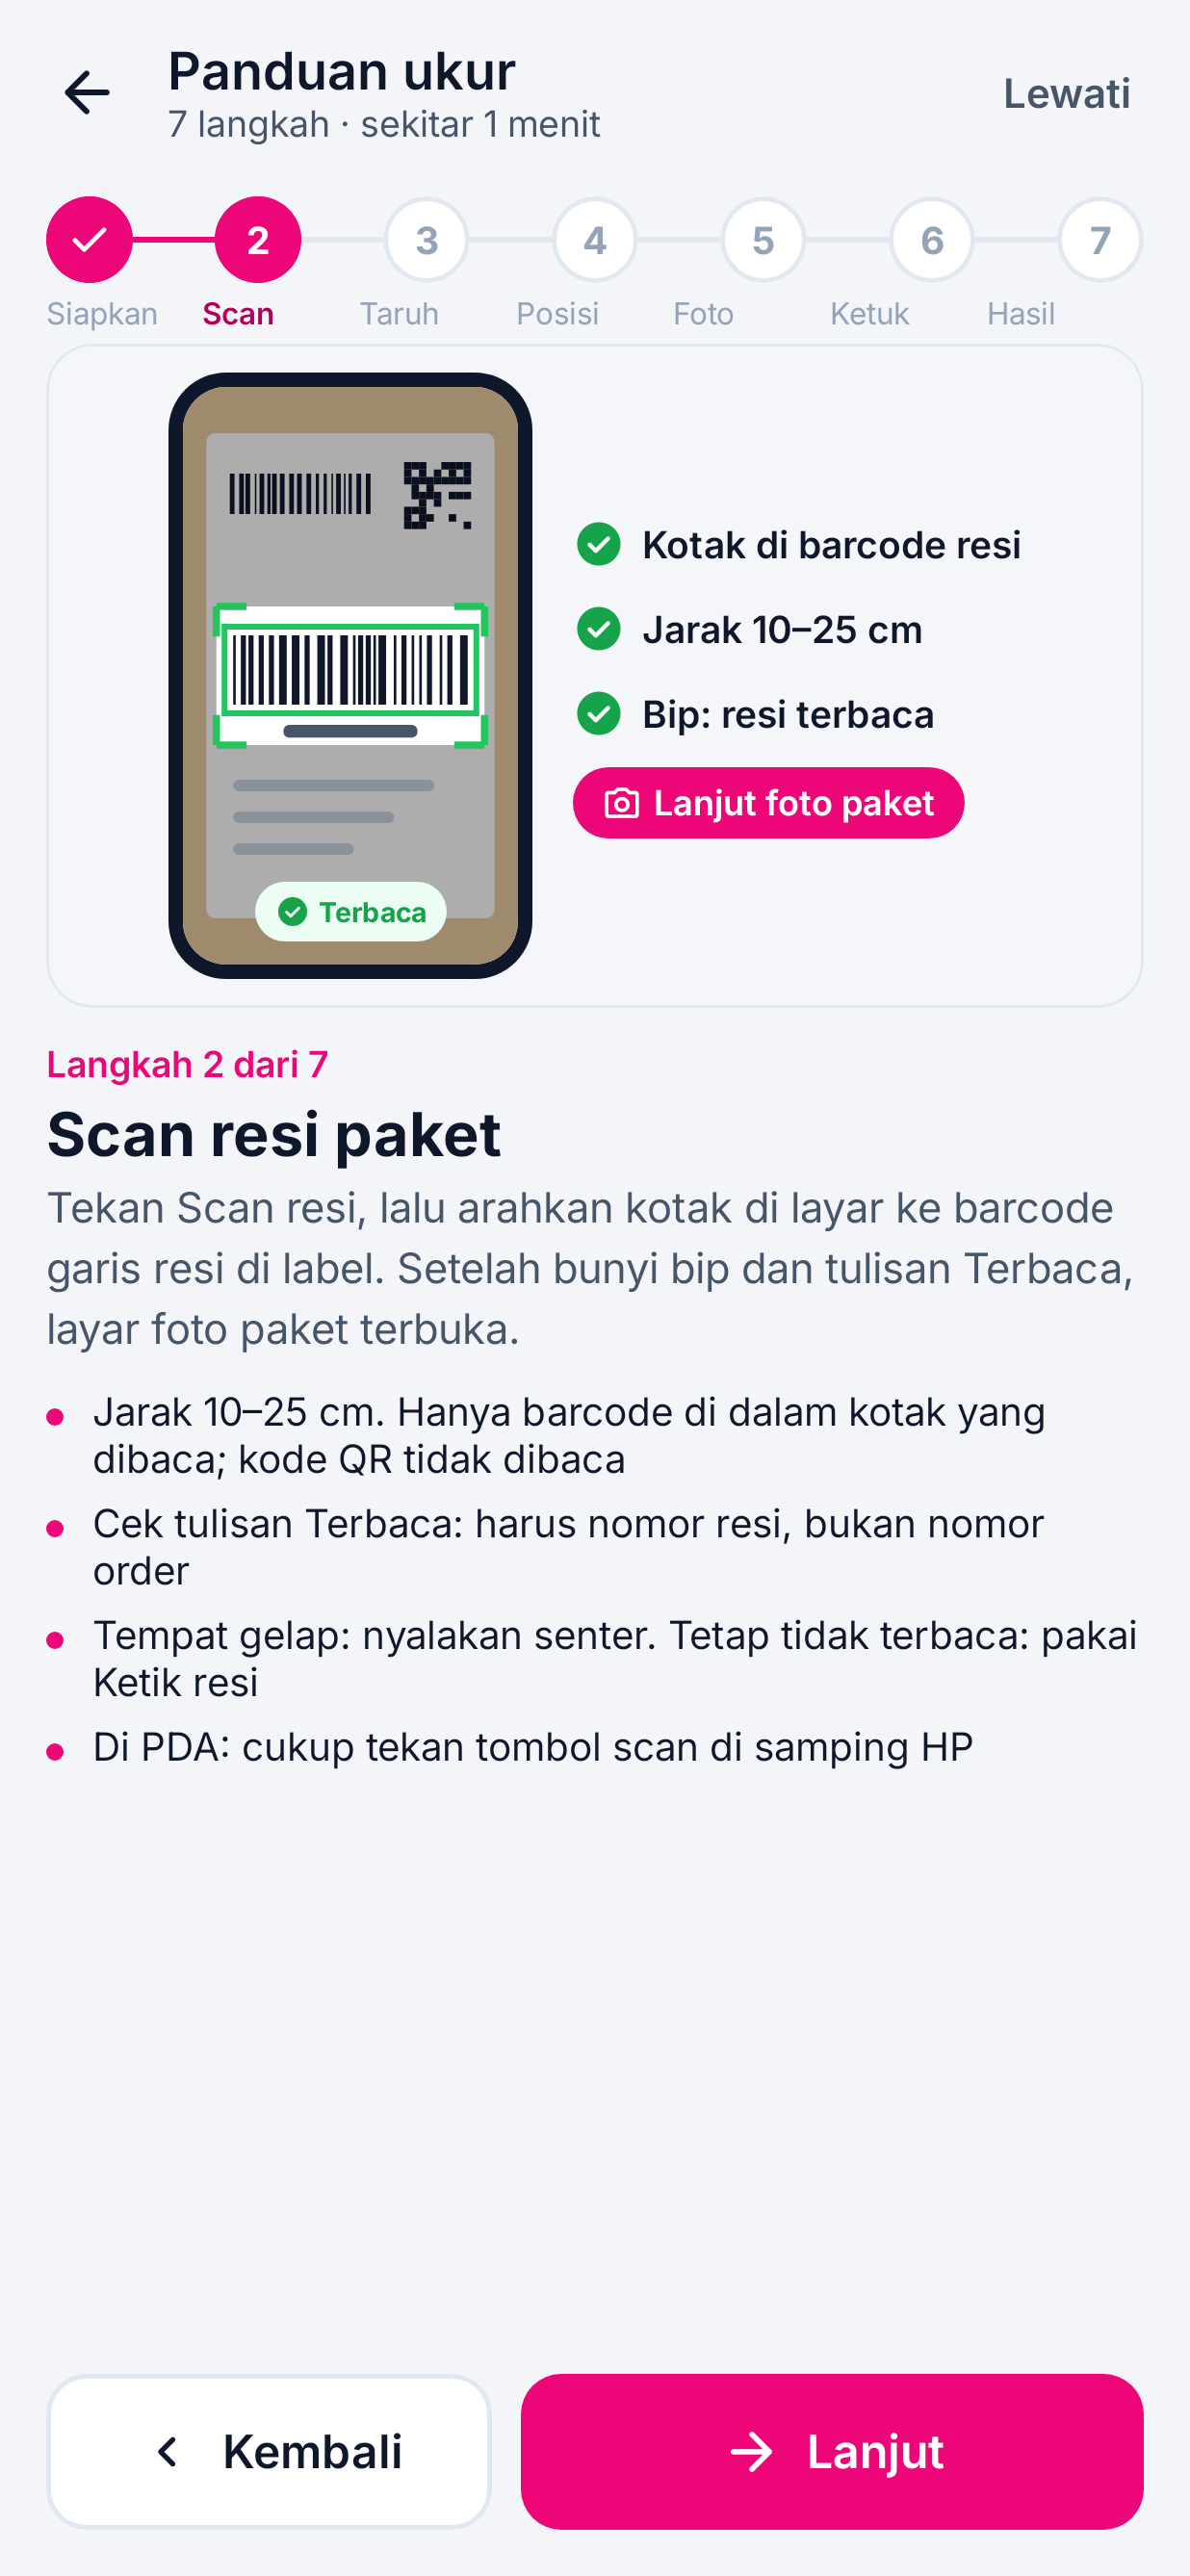 Panduan ukur
7 langkah · sekitar 1 menit
Lewati
2
3
4
5
6
7
Siapkan
Scan
Taruh
Posisi
Foto
Ketuk
Hasil
Kotak di barcode resi
Jarak 10–25 cm
Bip: resi terbaca
Lanjut foto paket
Terbaca
Langkah 2 dari 7
Scan resi paket
Tekan Scan resi, lalu arahkan kotak di layar ke barcode
garis resi di label. Setelah bunyi bip dan tulisan Terbaca,
layar foto paket terbuka.
Jarak 10–25 cm. Hanya barcode di dalam kotak yang
dibaca; kode QR tidak dibaca
Cek tulisan Terbaca: harus nomor resi, bukan nomor
order
Tempat gelap: nyalakan senter. Tetap tidak terbaca: pakai
Ketik resi
Di PDA: cukup tekan tombol scan di samping HP
Kembali
Lanjut